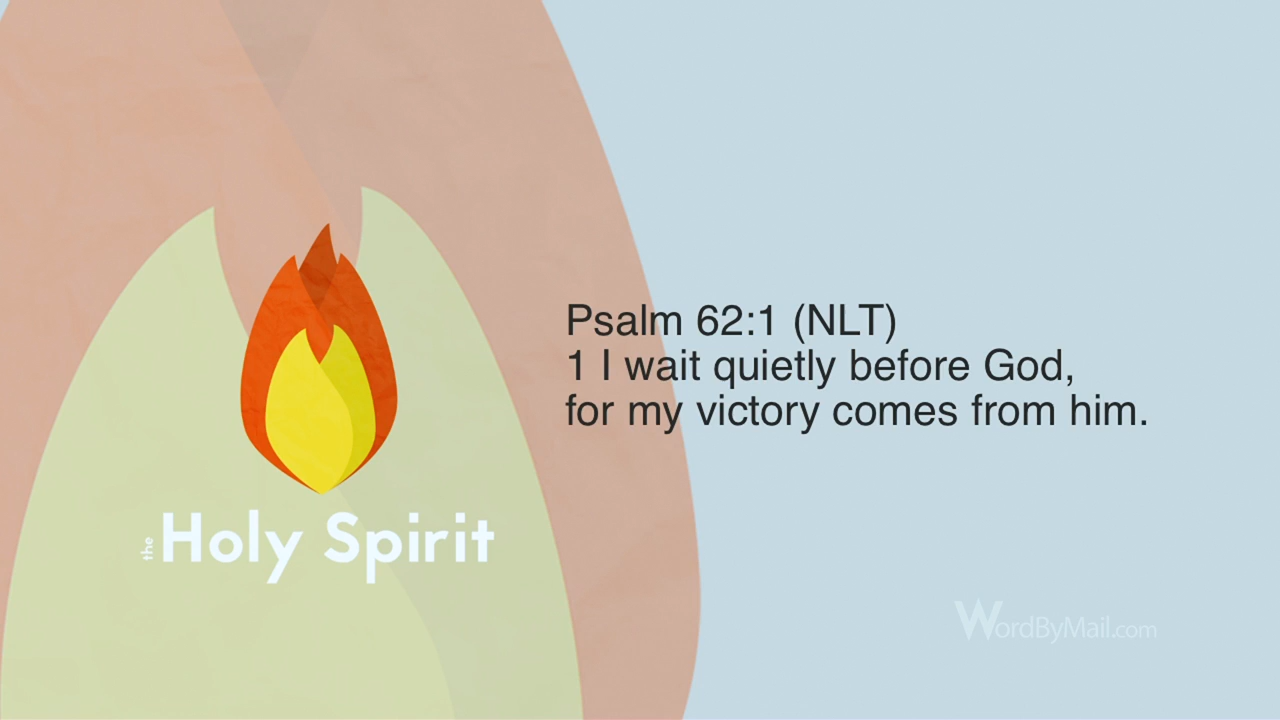 the Holy Spirit
Psalm 62:1 (NLT)
1 I wait quietly before God,
for my victory comes from him.
WordByMail.com